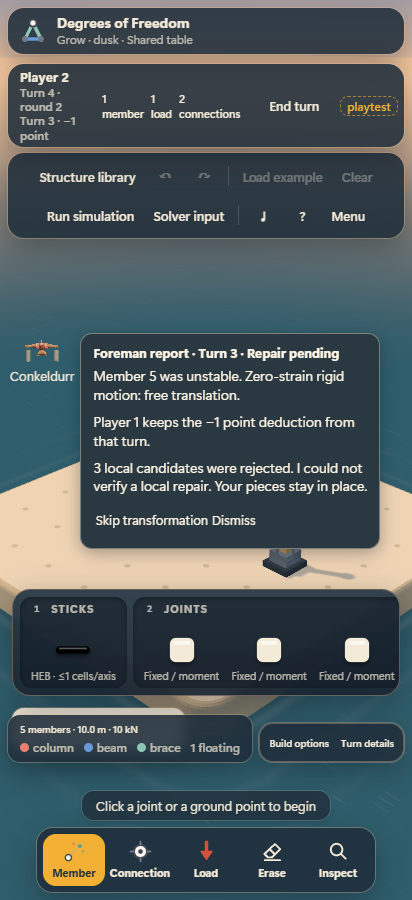 Degrees of Freedom
Grow · dusk · Shared table
Player 2
Turn 4 ·
round 2
Turn 3 · −1
point
1
member
1
load
2
connections
End turn
playtest
Structure library
Load example
Clear
Run simulation
Solver input
?
Menu
Conkeldurr
Foreman report · Turn 3 · Repair pending
Member 5 was unstable. Zero-strain rigid
motion: free translation.
Player 1 keeps the −1 point deduction from
that turn.
3 local candidates were rejected. I could not
verify a local repair. Your pieces stay in place.
Skip transformation Dismiss
1 STICKS
HEB · ≤1 cells/axis
2 JOINTS
Fixed / moment
Fixed / moment
Fixed / moment
5 members · 10.0 m · 10 kN
column beam brace 1 floating
Build options
Turn details
Click a joint or a ground point to begin
Member
Connection
Load
Erase
Inspect